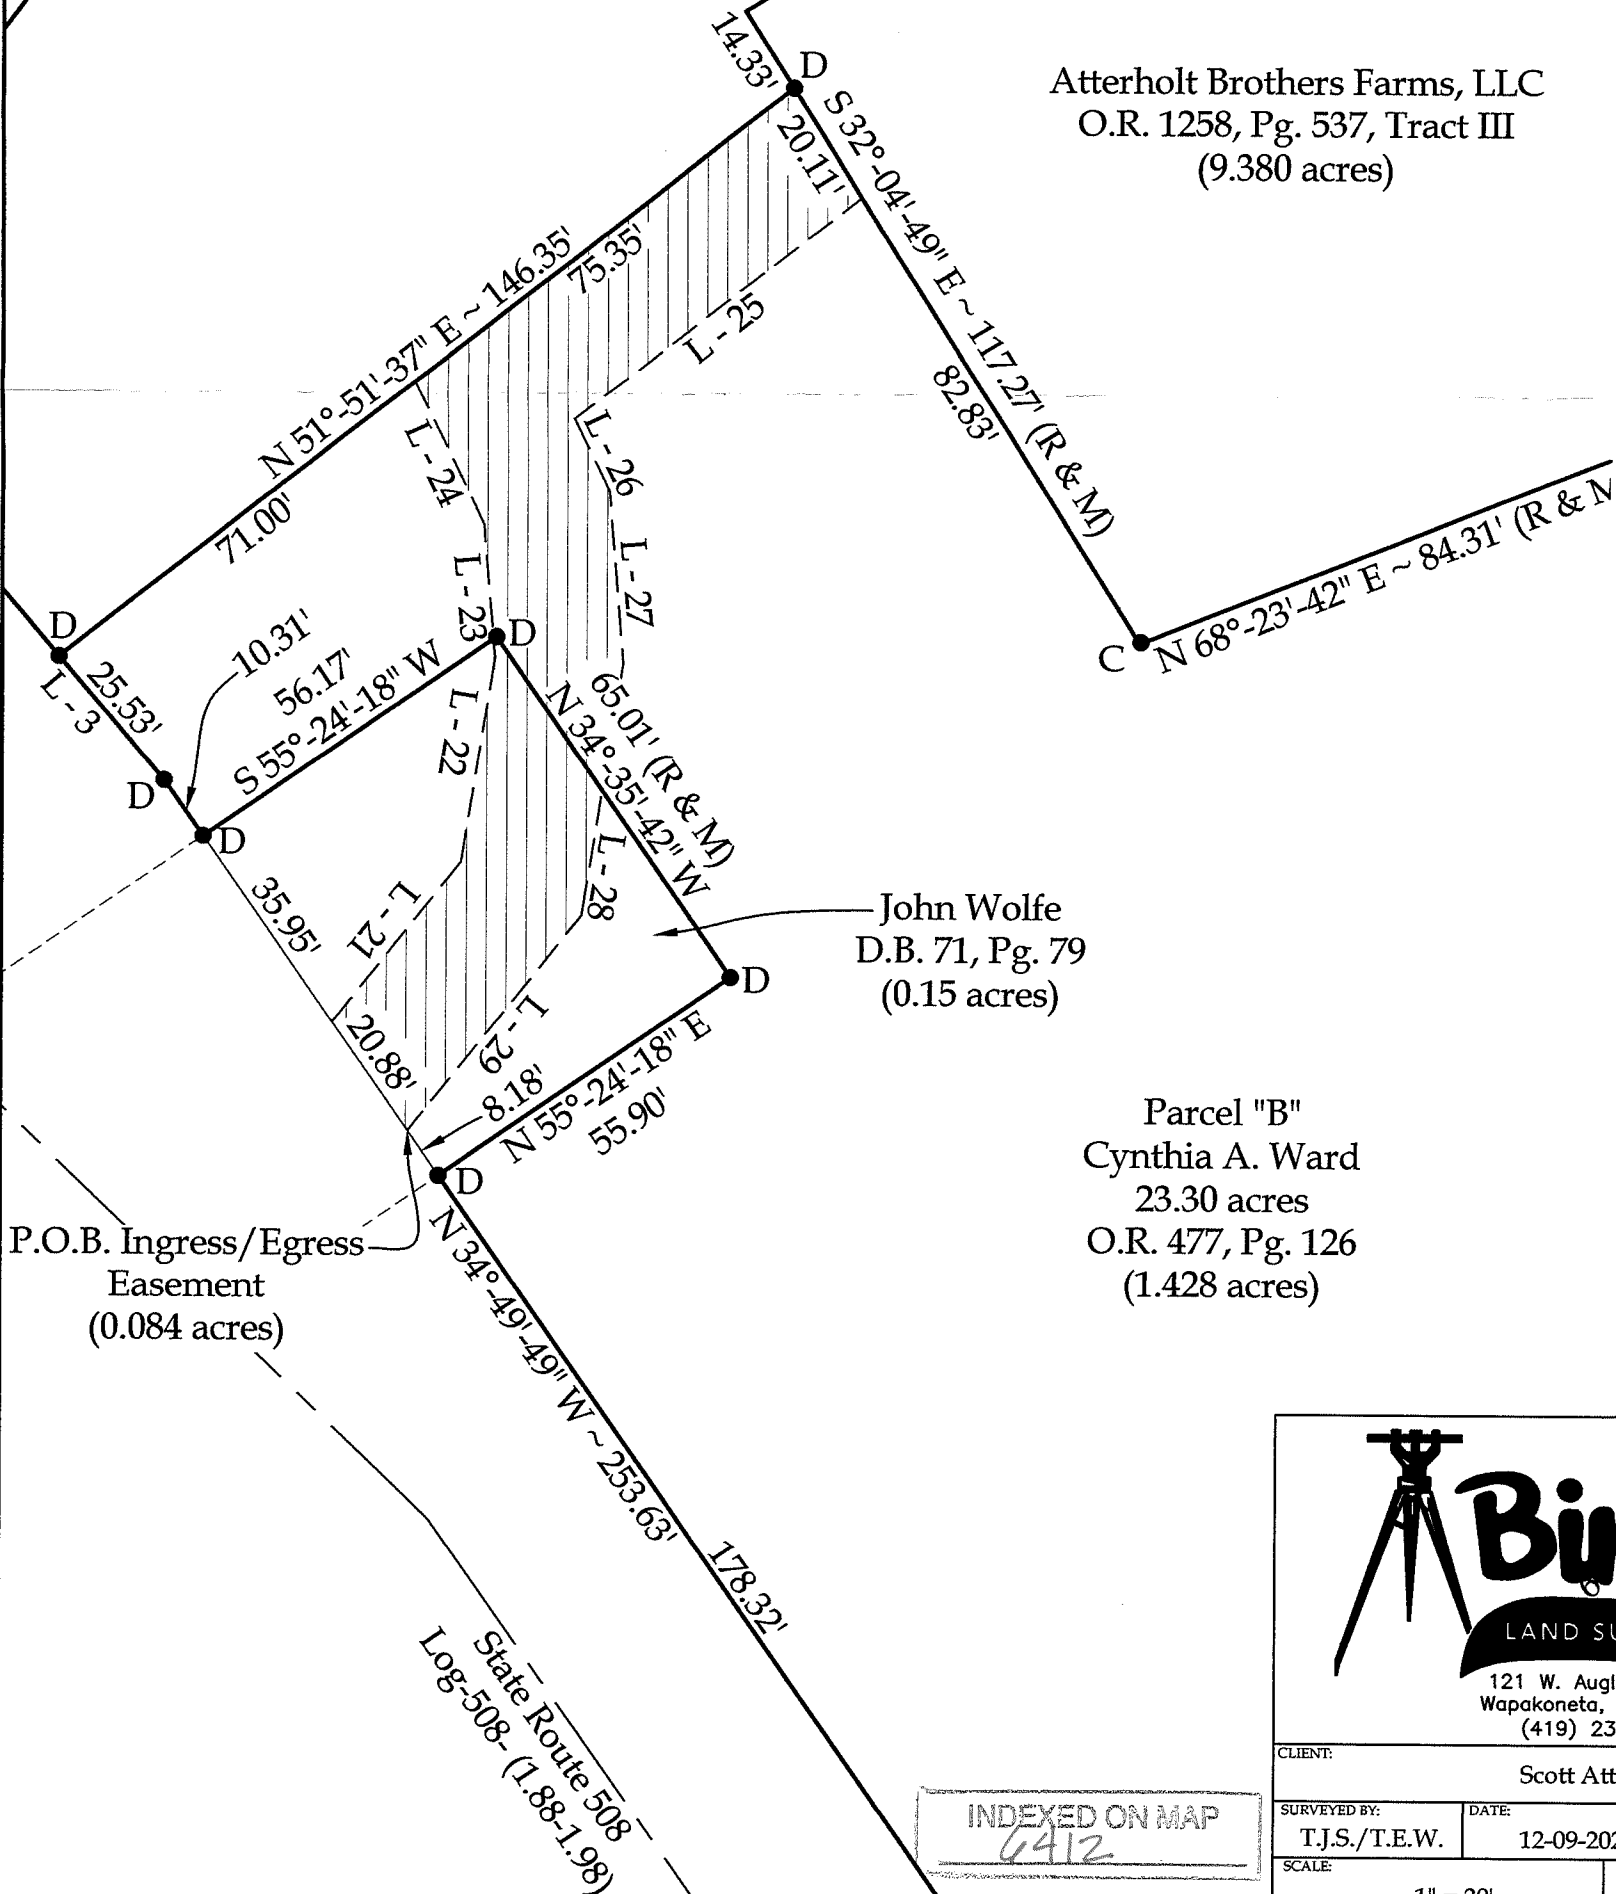 14.33'
D
Atterholt Brothers Farms, LLC
O.R. 1258, Pg. 537, Tract III
(9.380 acres)
20.11'
S 32°-04'-49" E ~ 117.27' (R & M)
82.83'
N 51°-51'-37" E ~ 146.35'
75.35'
71.00'
L - 25
L - 24
L - 26
L - 23
L - 27
C
N 68°-23'-42" E ~ 84.31' (R & M
D
25.53'
L - 3
10.31'
56.17'
S 55°-24'-18" W
D
D
D
L - 22
65.01' (R & M)
N 34°-35'-42" W
L - 28
35.95'
L - 21
20.88'
L - 29
8.18'
John Wolfe
D.B. 71, Pg. 79
(0.15 acres)
D
N 55°-24'-18" E
55.90'
D
P.O.B. Ingress/Egress
Easement
(0.084 acres)
Parcel "B"
Cynthia A. Ward
23.30 acres
O.R. 477, Pg. 126
(1.428 acres)
N 34°-49'-49" W ~ 253.63'
178.32'
State Route 508
Log-508- (1.88-1.98)
INDEXED ON MAP
6412
LAND SU
121 W. Augl
Wapakoneta,
(419) 23
CLIENT:
Scott Att
SURVEYED BY:
T.J.S./T.E.W.
DATE:
12-09-202
SCALE: